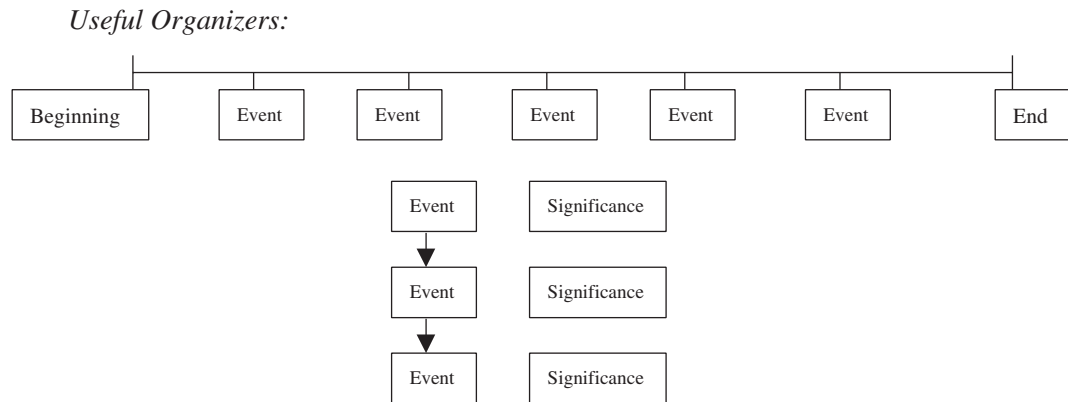 Useful Organizers:
Beginning Event Event Event Event Event End
Event Significance
Event Significance
Event Significance